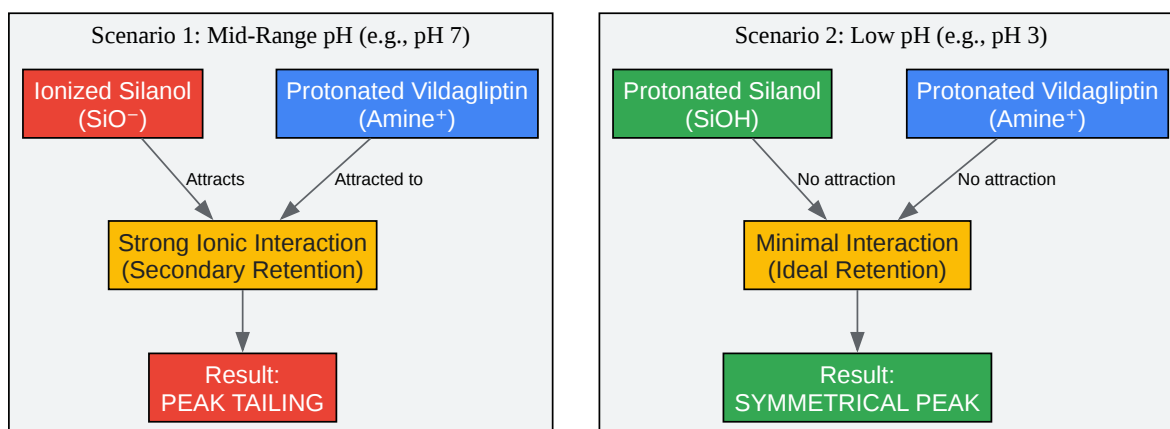 Scenario 1: Mid-Range pH (e.g., pH 7)
Ionized Silanol
(SiO⁻)
Protonated Vildagliptin
(Amine⁺)
Attracts
Attracted to
Strong Ionic Interaction
(Secondary Retention)
Result:
PEAK TAILING
Scenario 2: Low pH (e.g., pH 3)
Protonated Silanol
(SiOH)
Protonated Vildagliptin
(Amine⁺)
No attraction
No attraction
Minimal Interaction
(Ideal Retention)
Result:
SYMMETRICAL PEAK